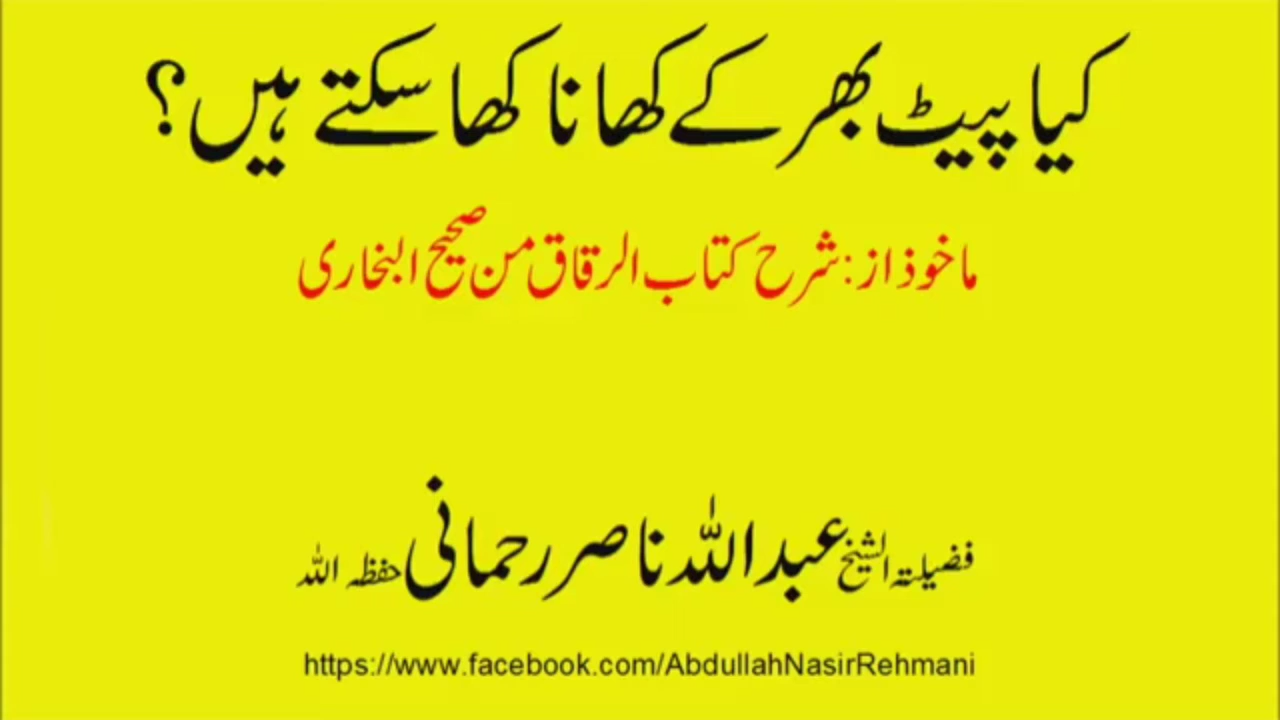 کیا پیٹ بھر کے کھانا کھا سکتے ہیں؟
ماخوذ از: شرح کتاب الرقاق من صحیح البخاری
فضیلتہ الشیخ عبداللہ ناصر رحمانی حفظہ اللہ
https://www.facebook.com/AbdullahNasirRehmani